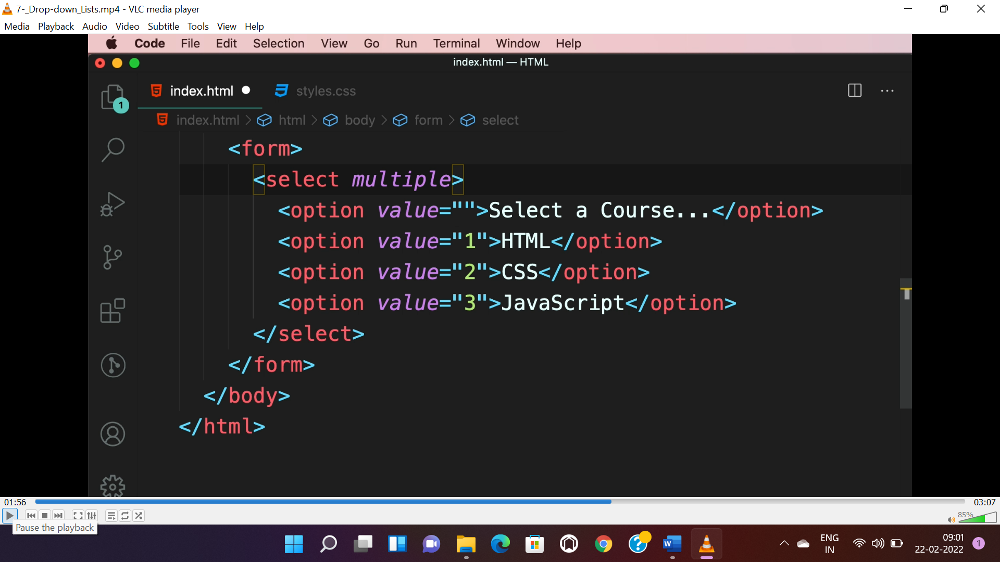 7-_Drop-down_Lists.mp4 - VLC media player
Media Playback Audio Video Subtitle Tools View Help
Code File Edit Selection View Go Run Terminal Window Help
index.html — HTML
index.html styles.css
1
index.html > html > body > form > select
<form>
<select multiple>
<option value="">Select a Course...</option>
<option value="1">HTML</option>
<option value="2">CSS</option>
<option value="3">JavaScript</option>
</select>
</form>
</body>
</html>
01:56 03:07
85%
Pause the playback
ENG
IN
09:01
22-02-2022
1